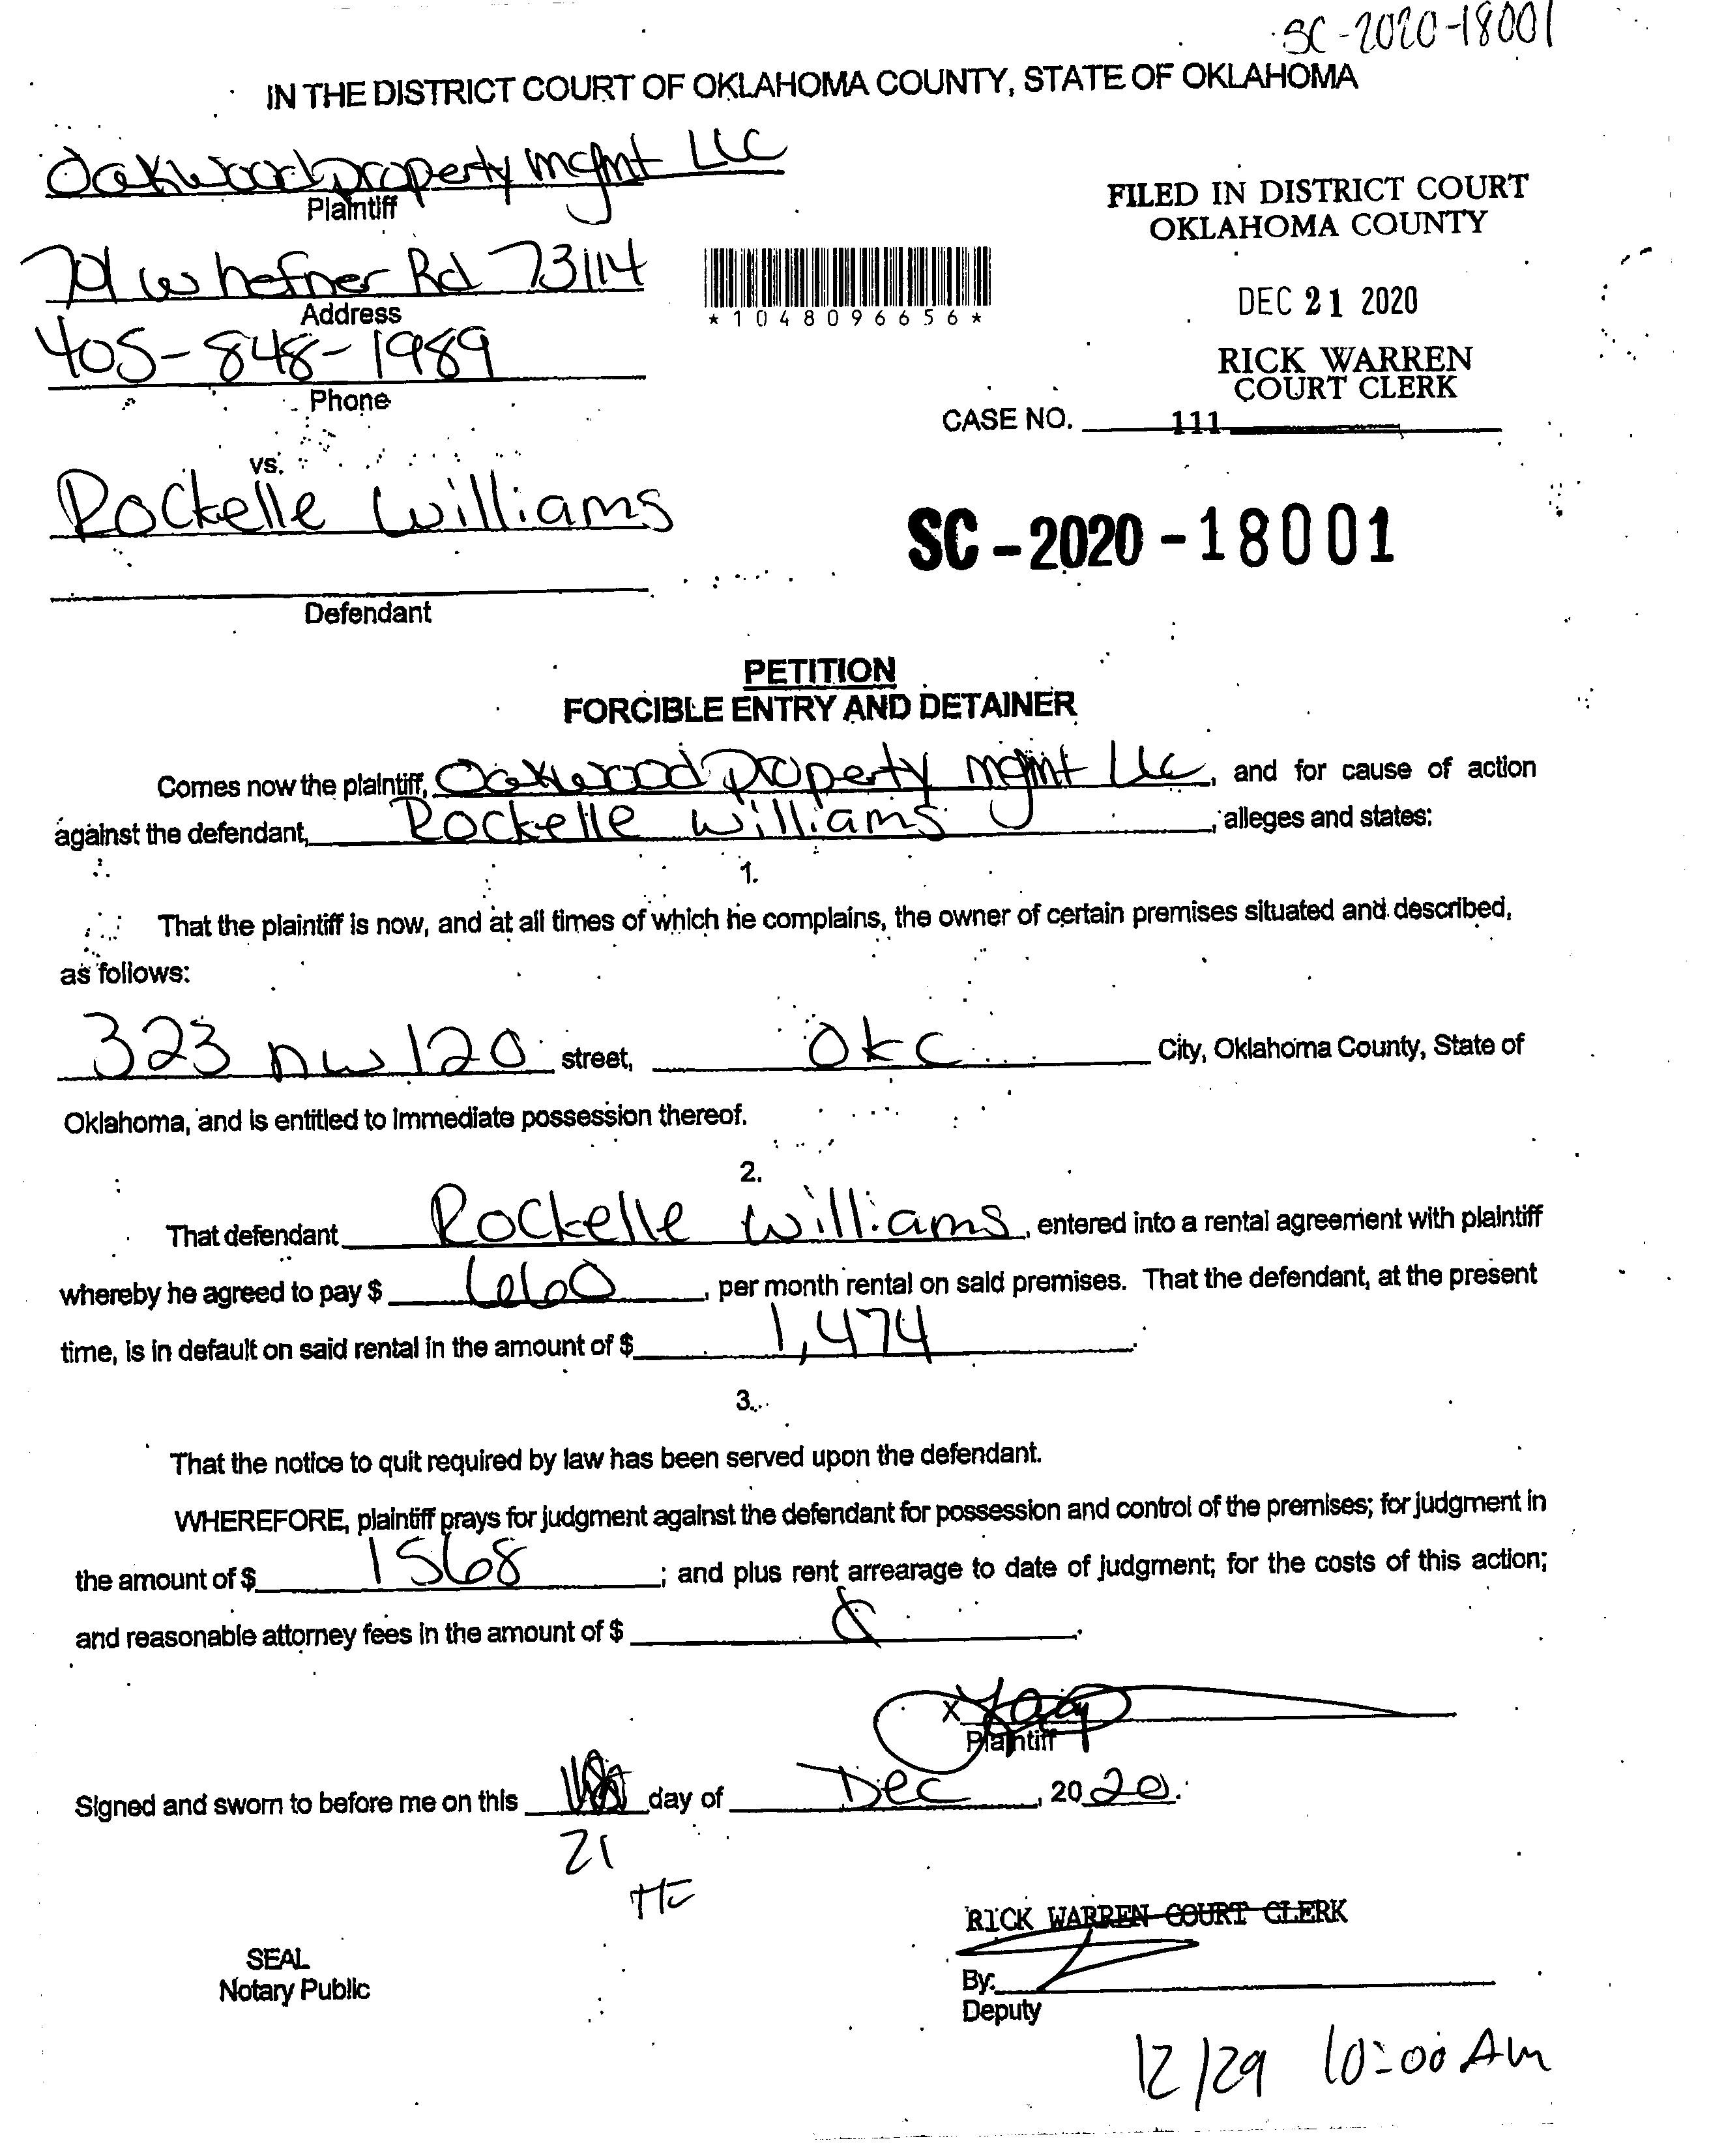 SC-2020-18001
IN THE DISTRICT COURT OF OKLAHOMA COUNTY, STATE OF OKLAHOMA
Oakwood property mgmt LLC
Plaintiff
701 W hefner Rd 73114
Address
405-848-1989
Phone
FILED IN DISTRICT COURT
OKLAHOMA COUNTY
DEC 21 2020
RICK WARREN
COURT CLERK
*1048096656*
CASE NO. 111
vs.
Rockelle Williams
Defendant
SC-2020-18001
PETITION
FORCIBLE ENTRY AND DETAINER
Comes now the plaintiff, Oakwood Property mgmt LLC, and for cause of action
against the defendant, Rockelle Williams, alleges and states:
1.
That the plaintiff is now, and at all times of which he complains, the owner of certain premises situated and described,
as follows:
323 nw 120 street, Okc City, Oklahoma County, State of
Oklahoma, and is entitled to immediate possession thereof.
2.
That defendant Rockelle Williams, entered into a rental agreement with plaintiff
whereby he agreed to pay $ 660, per month rental on said premises. That the defendant, at the present
time, is in default on said rental in the amount of $ 1,474.
3.
That the notice to quit required by law has been served upon the defendant.
WHEREFORE, plaintiff prays for judgment against the defendant for possession and control of the premises; for judgment in
the amount of $ 1568; and plus rent arrearage to date of judgment; for the costs of this action;
and reasonable attorney fees in the amount of $
X
Plaintiff
Signed and sworn to before me on this day of Dec, 2020.
21
RICK WARREN COURT CLERK
SEAL
Notary Public
By:
Deputy
12/29 10:00 AM